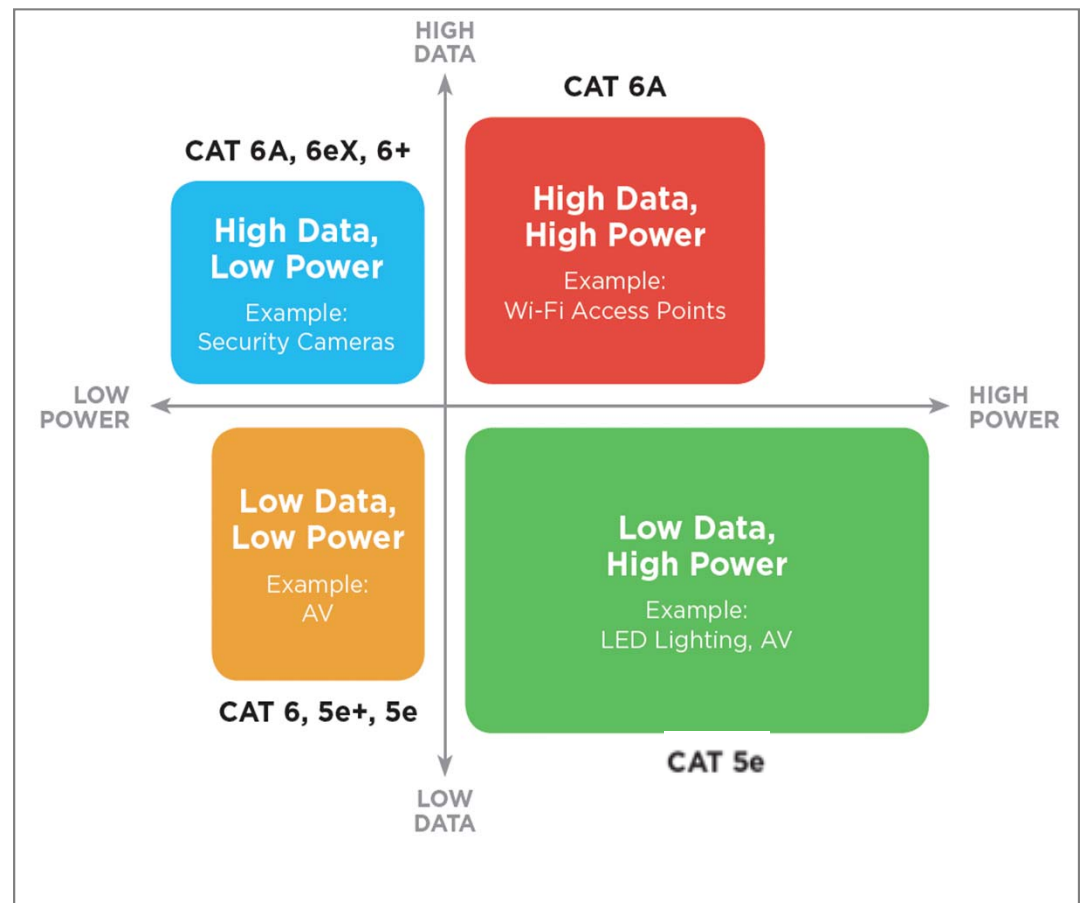 HIGH
DATA
CAT 6A
CAT 6A, 6eX, 6+
High Data,
Low Power
Example:
Security Cameras
High Data,
High Power
Example:
Wi-Fi Access Points
LOW
POWER
HIGH
POWER
Low Data,
Low Power
Example:
AV
CAT 6, 5e+, 5e
Low Data,
High Power
Example:
LED Lighting, AV
CAT 5e
LOW
DATA